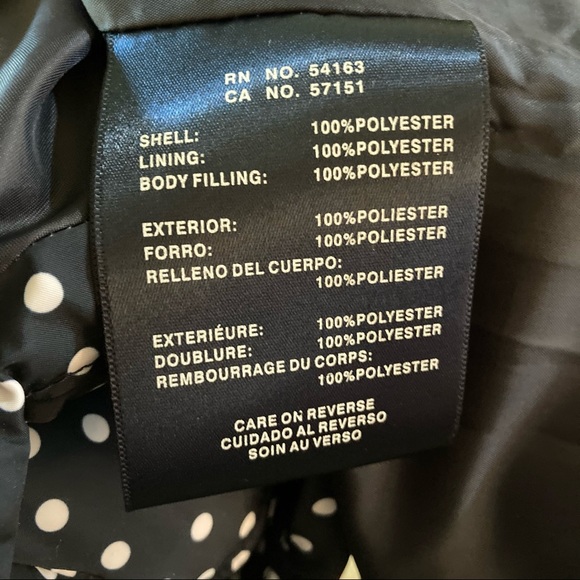 RN NO. 54163
CA NO. 57151
SHELL: 100%POLYESTER
LINING: 100%POLYESTER
BODY FILLING: 100%POLYESTER
EXTERIOR: 100%POLIESTER
FORRO: 100%POLIESTER
RELLENO DEL CUERPO:
100%POLIESTER
EXTERIÉURE: 100%POLYESTER
DOUBLURE: 100%POLYESTER
REMBOURRAGE DU CORPS:
100%POLYESTER
CARE ON REVERSE
CUIDADO AL REVERSO
SOIN AU VERSO